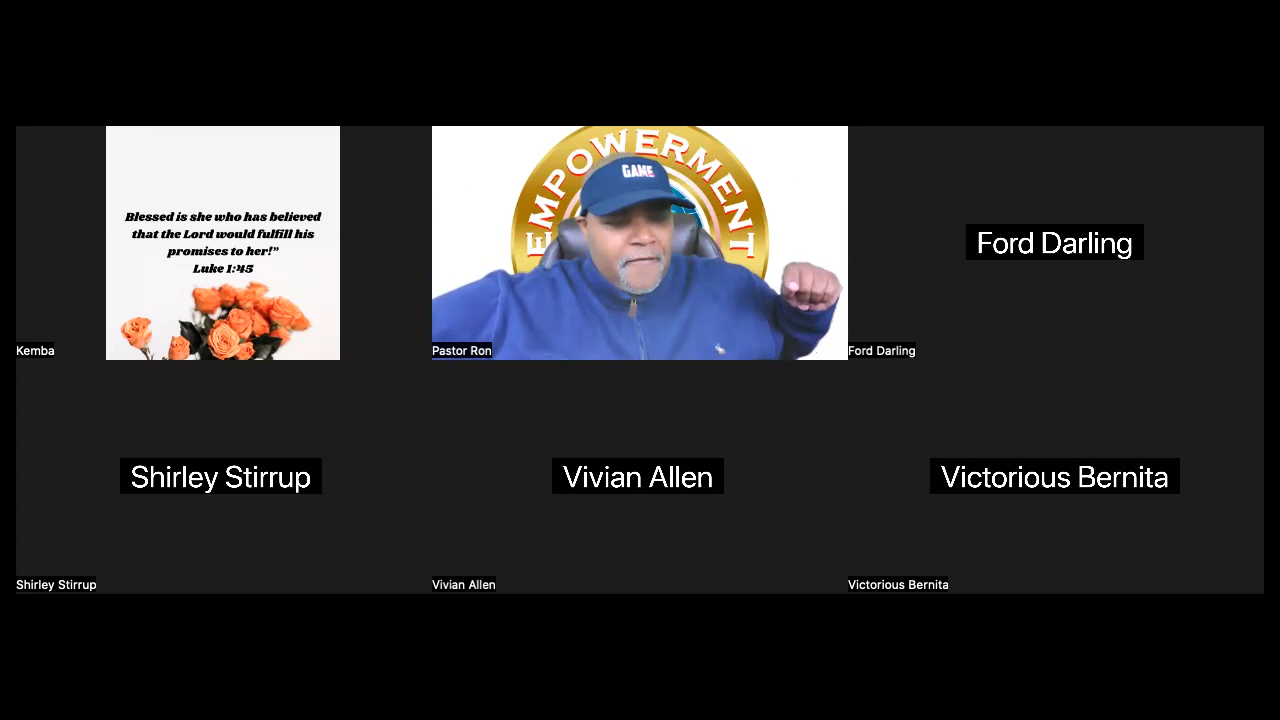 Blessed is she who has believed
that the Lord would fulfill his
promises to her!"
Luke 1:45
Kemba
EMPOWERMENT
GAME
Pastor Ron
Ford Darling
Ford Darling
Shirley Stirrup
Shirley Stirrup
Vivian Allen
Vivian Allen
Victorious Bernita
Victorious Bernita